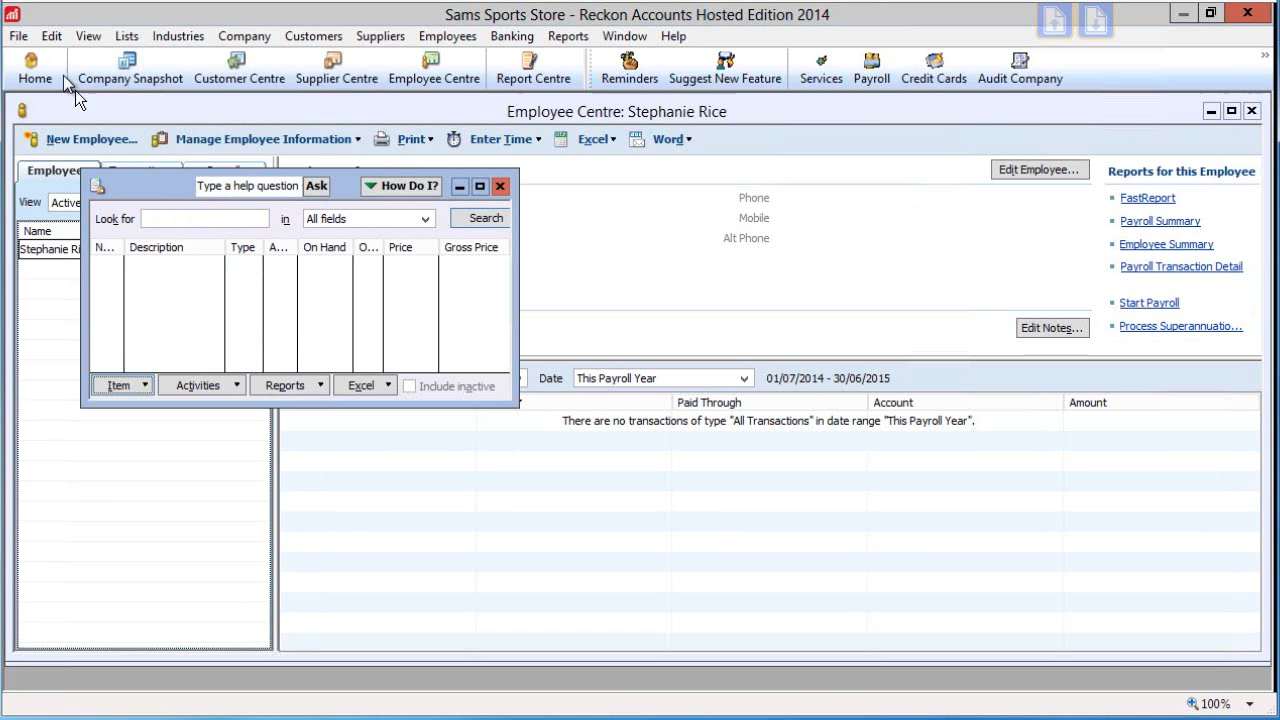 Sams Sports Store - Reckon Accounts Hosted Edition 2014
File Edit View Lists Industries Company Customers Suppliers Employees Banking Reports Window Help
Home Company Snapshot Customer Centre Supplier Centre Employee Centre Report Centre Reminders Suggest New Feature Services Payroll Credit Cards Audit Company
Employee Centre: Stephanie Rice
New Employee... Manage Employee Information Print Enter Time Excel Word
Edit Employee... Reports for this Employee
View Active
Name
Type a help question Ask How Do I?
Look for in All fields Search
N... Description Type A... On Hand O... Price Gross Price
Item Activities Reports Excel Include inactive
Phone
Mobile
Alt Phone
Edit Notes...
FastReport
Payroll Summary
Employee Summary
Payroll Transaction Detail
Start Payroll
Process Superannuatio...
Date This Payroll Year 01/07/2014 - 30/06/2015
Paid Through Account Amount
There are no transactions of type "All Transactions" in date range "This Payroll Year".
100%